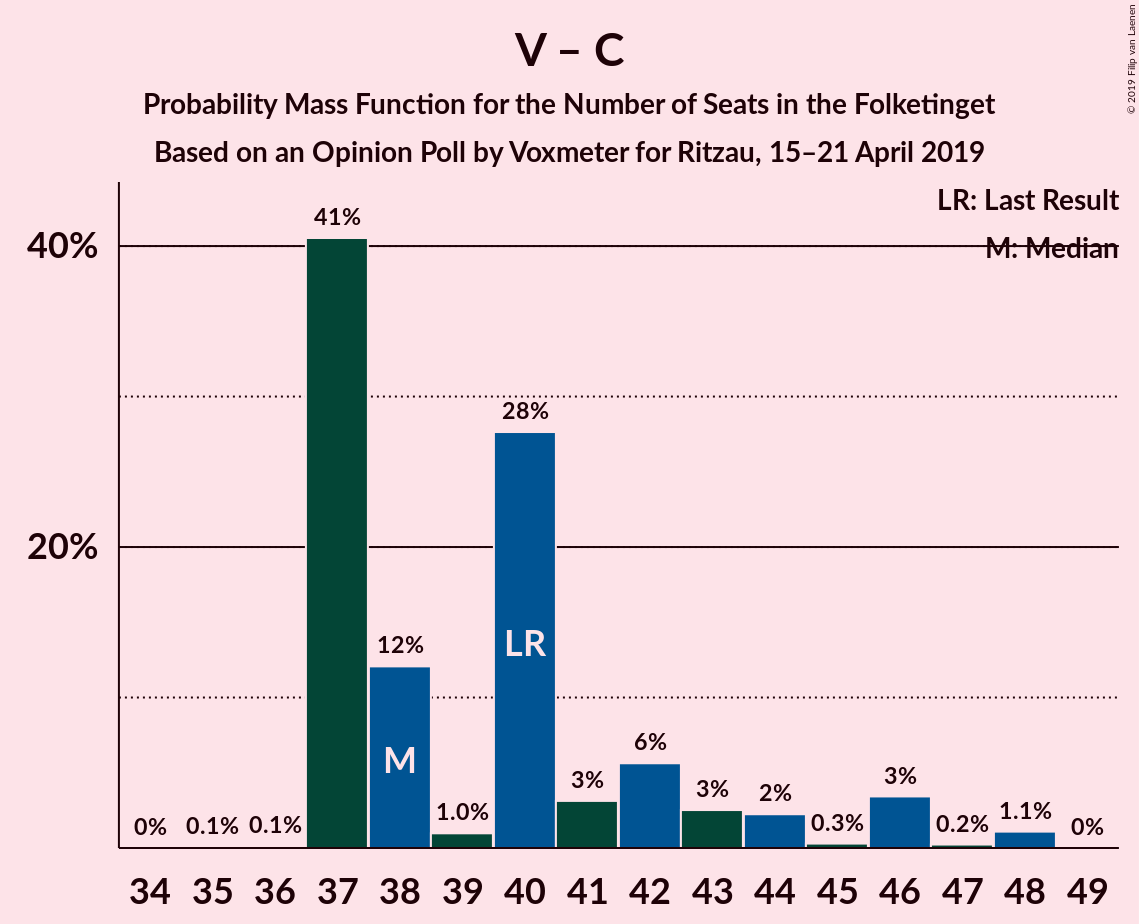 V – C
Probability Mass Function for the Number of Seats in the Folketinget
Based on an Opinion Poll by Voxmeter for Ritzau, 15–21 April 2019
© 2019 Filip van Laenen
LR: Last Result
M: Median
40%
20%
41%
12%
1.0%
28%
3%
6%
3%
2%
0.3%
3%
0.2%
1.1%
0%
0%
0.1%
0.1%
M
LR
34 35 36 37 38 39 40 41 42 43 44 45 46 47 48 49